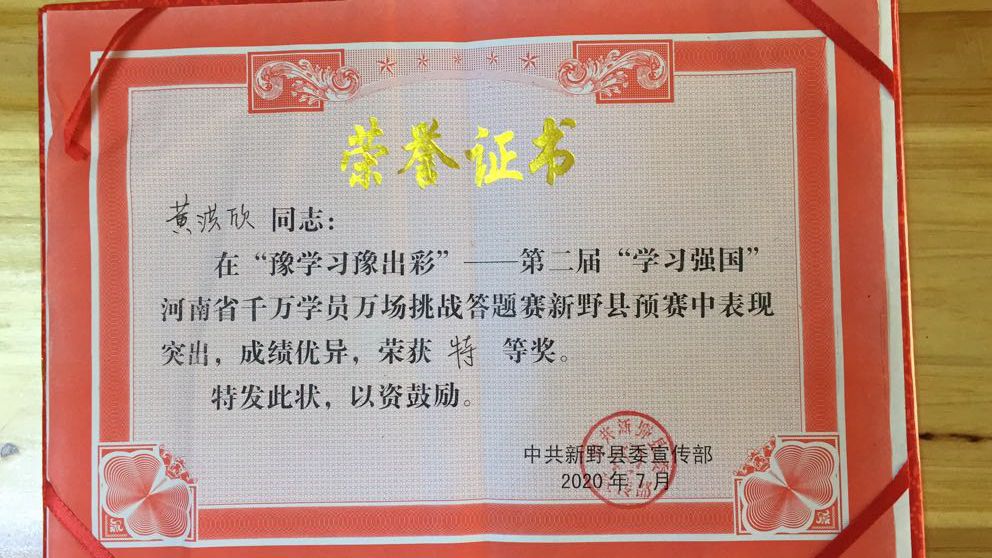 荣誉证书
黄洪欣 同志：
在“豫学习豫出彩”——第二届“学习强国”
河南省千万学员万场挑战答题赛新野县预赛中表现
突出，成绩优异，荣获 特 等奖。
特发此状，以资鼓励。
中共新野县委宣传部
2020 年 7 月